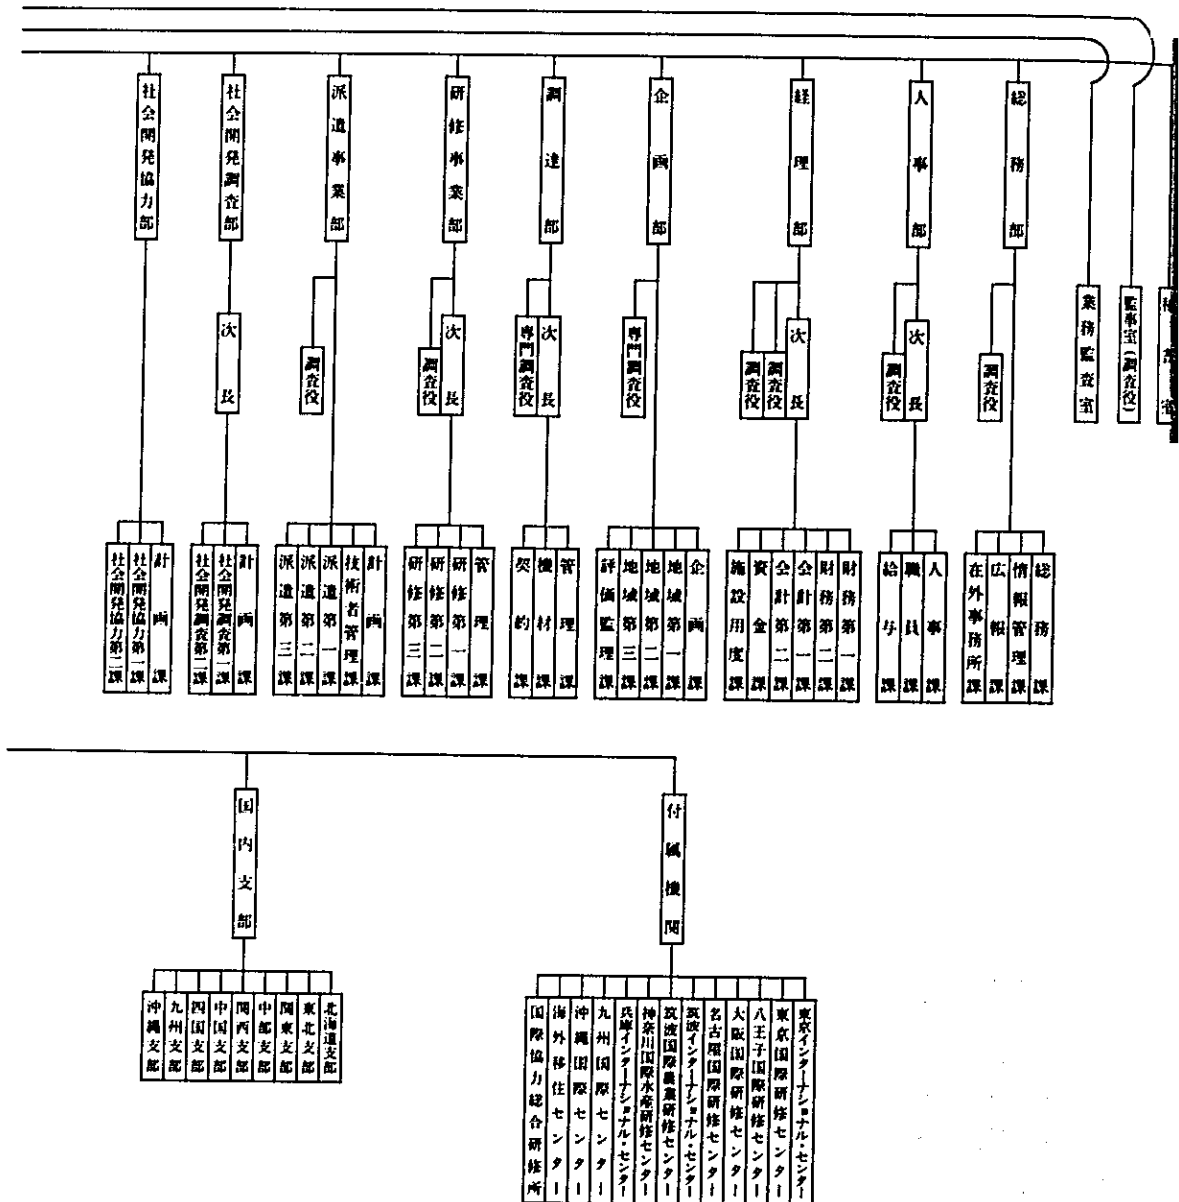 秘書室
監事室(調査役)
業務監査室
総務部
調査役
総務課
情報管理課
広報課
在外事務所課
人事部
次長
調査役
人事課
職員課
給与課
経理部
次長
調査役
調査役
財務第一課
財務第二課
会計第一課
会計第二課
資金課
施設用度課
企画部
専門調査役
企画課
地域第一課
地域第二課
地域第三課
評価監理課
調達部
次長
専門調査役
管理課
機材課
契約課
研修事業部
次長
調査役
管理課
研修第一課
研修第二課
研修第三課
派遣事業部
調査役
計画課
技術者管理課
派遣第一課
派遣第二課
派遣第三課
社会開発調査部
次長
計画課
社会開発調査第一課
社会開発調査第二課
社会開発協力部
計画課
社会開発協力第一課
社会開発協力第二課
付属機関
東京インターナショナル・センター
東京国際研修センター
八王子国際研修センター
大阪国際研修センター
名古屋国際研修センター
筑波インターナショナル・センター
筑波国際農業研修センター
神奈川国際水産研修センター
兵庫インターナショナル・センター
九州国際センター
沖縄国際センター
海外移住センター
国際協力総合研修所
国内支部
北海道支部
東北支部
関東支部
中部支部
関西支部
中国支部
四国支部
九州支部
沖縄支部